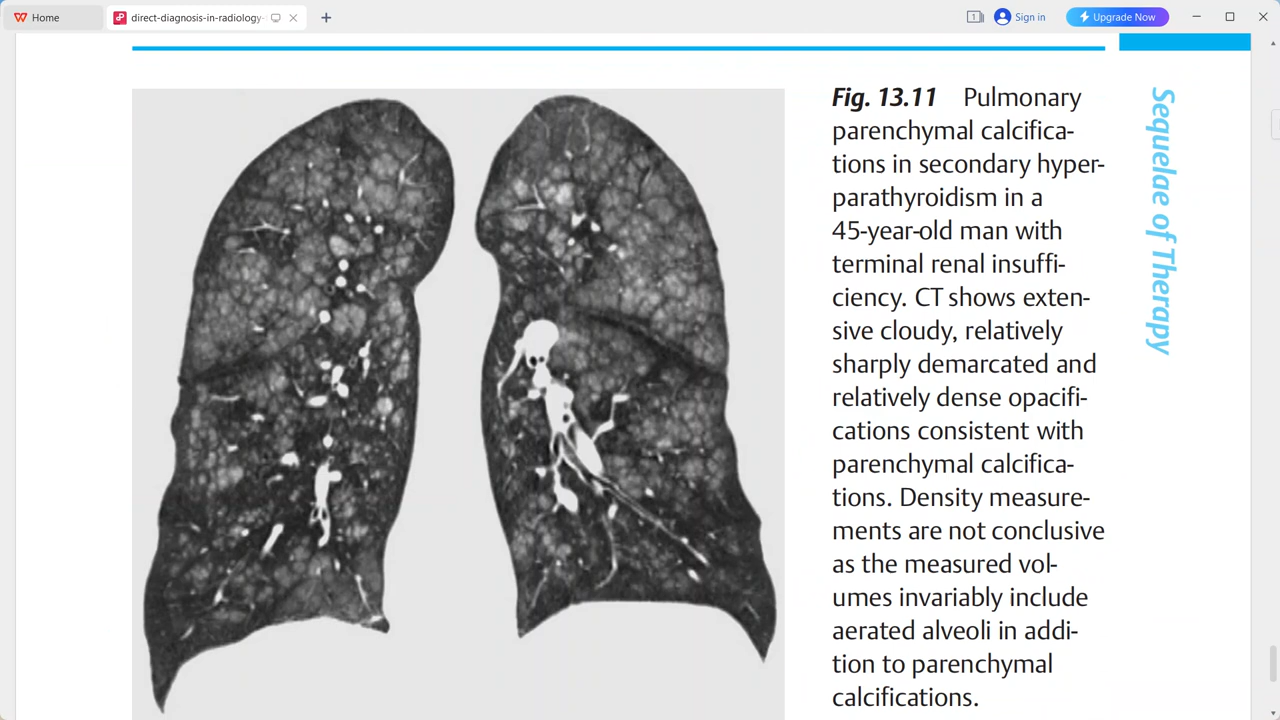 Home
direct-diagnosis-in-radiology-
1
Sign in
Upgrade Now
Fig. 13.11 Pulmonary
parenchymal calcifica-
tions in secondary hyper-
parathyroidism in a
45-year-old man with
terminal renal insuffi-
ciency. CT shows exten-
sive cloudy, relatively
sharply demarcated and
relatively dense opacifi-
cations consistent with
parenchymal calcifica-
tions. Density measure-
ments are not conclusive
as the measured vol-
umes invariably include
aerated alveoli in addi-
tion to parenchymal
calcifications.
Sequelae of Therapy